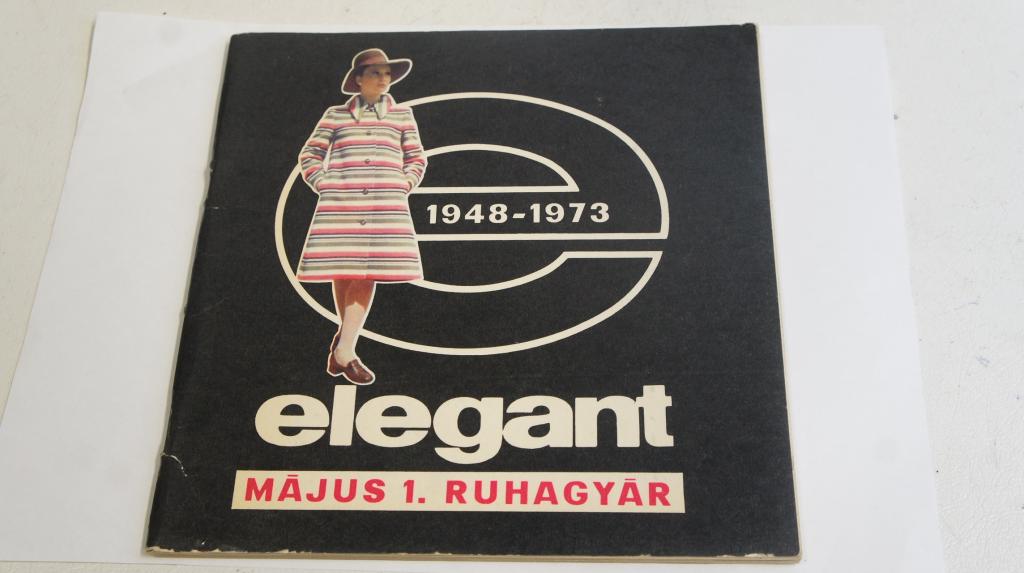 1948-1973
elegant
MĀJUS 1. RUHAGYĀR